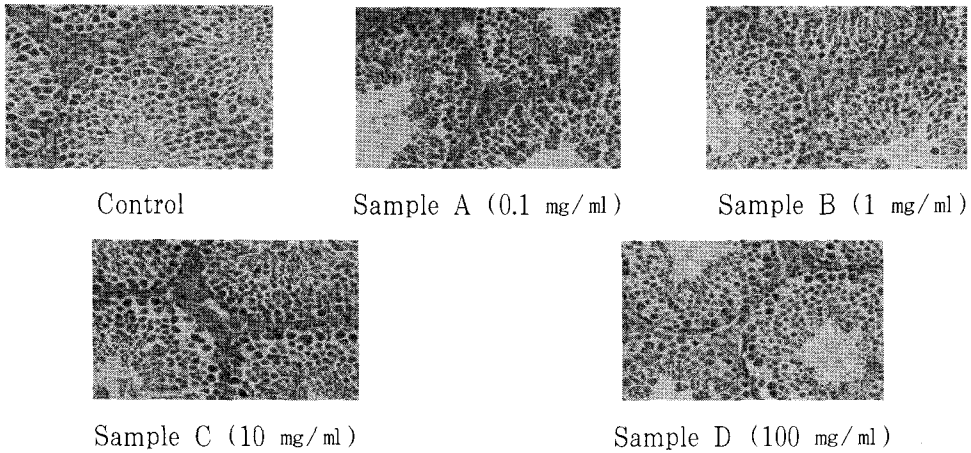 Control
Sample A (0.1 mg/ml)
Sample B (1 mg/ml)
Sample C (10 mg/ml)
Sample D (100 mg/ml)